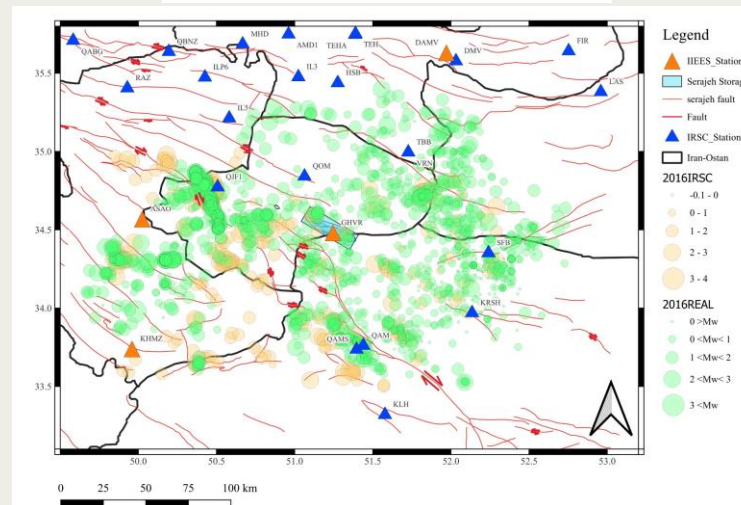 QABG
QBNZ
MHD
AMD1
TEHA
TEH
DAMV
DMV
FIR
RAZ
ILP6
IL3
HSB
LAS
IL5
TBB
VRN
QOM
QJF1
ASAO
GHVR
SFB
KRSH
KHMZ
QAMS
QAM
KLH
35.5
35.0
34.5
34.0
33.5
50.0
50.5
51.0
51.5
52.0
52.5
53.0
0 25 50 75 100 km
Legend
IIEES_Station
Serajeh Storag
serajeh fault
Fault
IRSC_Station
Iran-Ostan
2016IRSC
-0.1 - 0
0 - 1
1 - 2
2 - 3
3 - 4
2016REAL
0 >Mw
0 <Mw< 1
1 <Mw< 2
2 <Mw< 3
3 <Mw